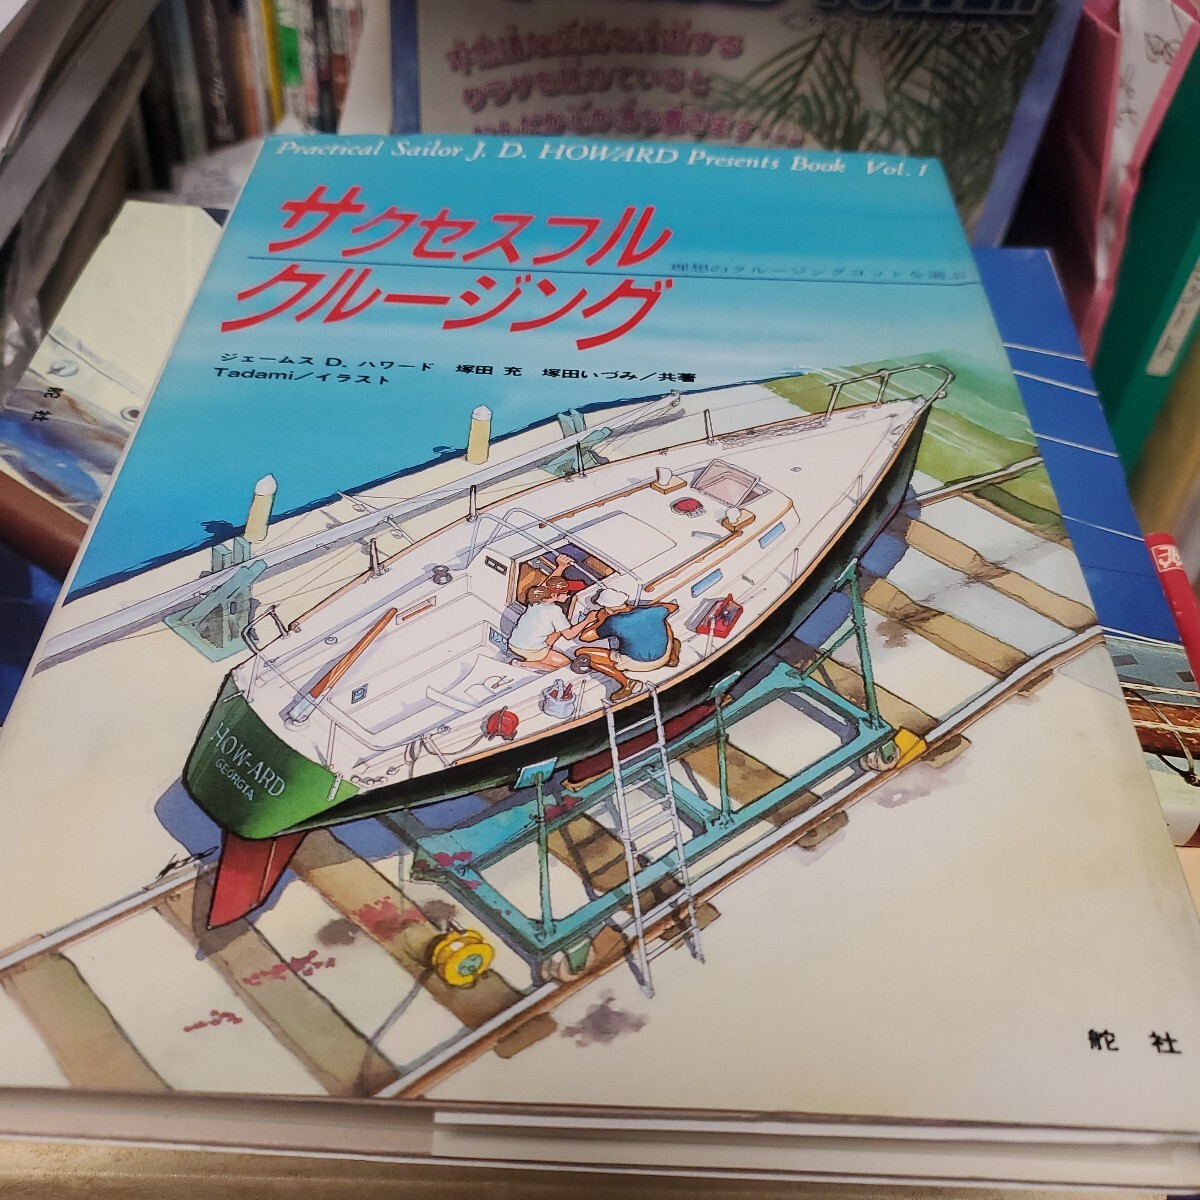 Practical Sailor J. D. HOWARD Presents Book Vol. 1
サクセスフル
クルージング
理想のクルージングヨットを選ぶ
ジェームス D. ハワード 塚田 充 塚田いづみ/共著
Tadami/イラスト
HOW-ARD
GEORGIA
舵 社
舵 社